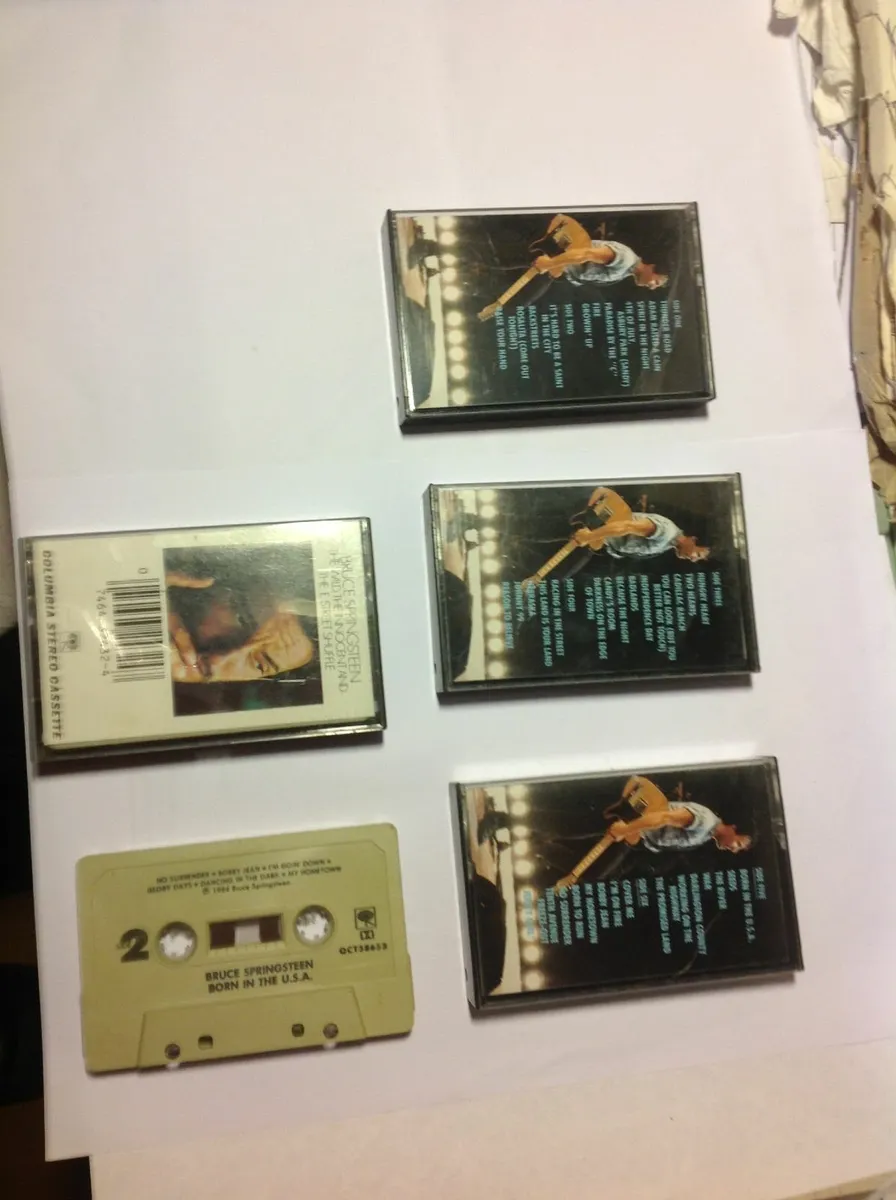 SIDE ONE
THUNDER ROAD
ADAM RAISED A CAIN
SPIRIT IN THE NIGHT
4TH OF JULY,
ASBURY PARK (SANDY)
PARADISE BY THE "C"
FIRE
GROWIN' UP
SIDE TWO
IT'S HARD TO BE A SAINT
IN THE CITY
BACKSTREETS
ROSALITA (COME OUT
TONIGHT)
RAISE YOUR HAND
SIDE THREE
HUNGRY HEART
TWO HEARTS
CADILLAC RANCH
YOU CAN LOOK (BUT YOU
BETTER NOT TOUCH)
INDEPENDENCE DAY
BADLANDS
BECAUSE THE NIGHT
CANDY'S ROOM
DARKNESS ON THE EDGE
OF TOWN
SIDE FOUR
RACING IN THE STREET
THIS LAND IS YOUR LAND
NEBRASKA
JOHNNY 99
REASON TO BELIEVE
SIDE FIVE
BORN IN THE U.S.A.
SEEDS
THE RIVER
WAR
DARLINGTON COUNTY
WORKING ON THE
HIGHWAY
THE PROMISED LAND
SIDE SIX
COVER ME
I'M ON FIRE
BOBBY JEAN
MY HOMETOWN
BORN TO RUN
NO SURRENDER
TENTH AVENUE
FREEZE-OUT
BRUCE SPRINGSTEEN
THE WILD, THE INNOCENT AND
THE E STREET SHUFFLE
0
COLUMBIA STEREO CASSETTE
NO SURRENDER • BOBBY JEAN • I'M GOIN' DOWN •
GLORY DAYS • DANCING IN THE DARK • MY HOMETOWN
℗ 1984 Bruce Springsteen
2
QCT38653
BRUCE SPRINGSTEEN
BORN IN THE U.S.A.